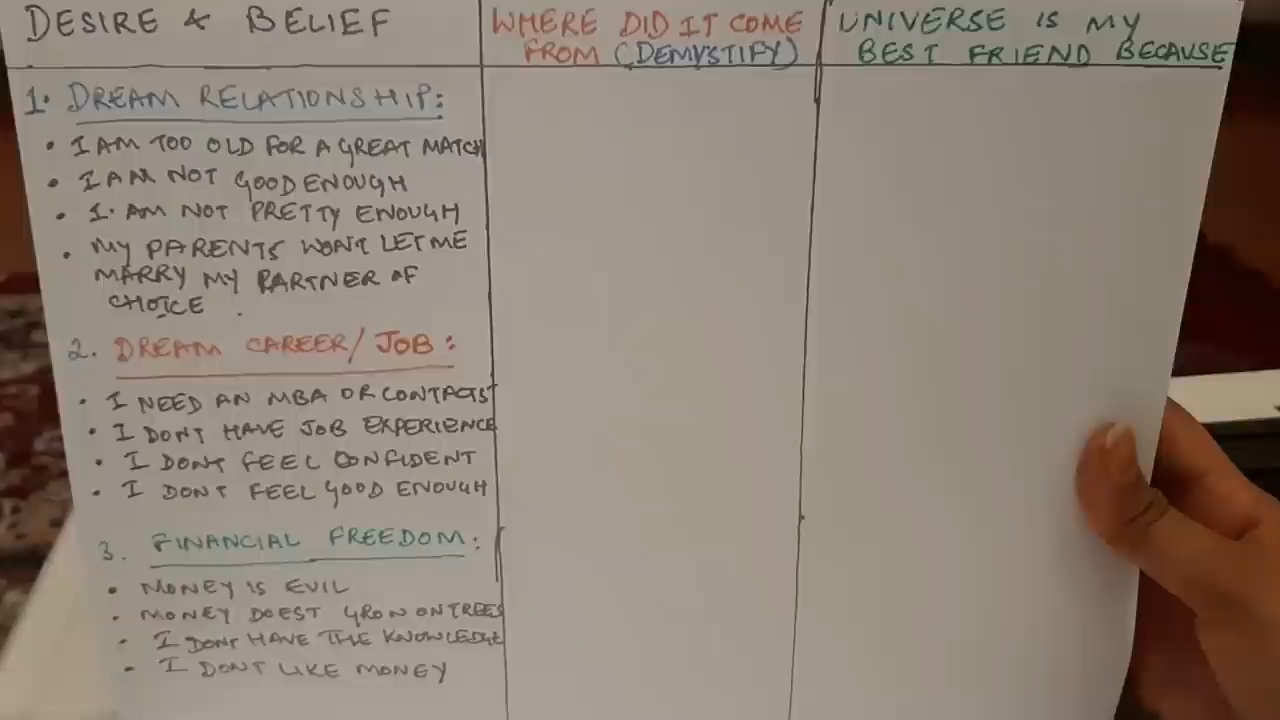 DESIRE & BELIEF
WHERE DID IT COME
FROM (DEMYSTIFY)
UNIVERSE IS MY
BEST FRIEND BECAUSE
1. DREAM RELATIONSHIP:
• I AM TOO OLD FOR A GREAT MATCH
• I AM NOT GOOD ENOUGH
• I. AM NOT PRETTY ENOUGH
• MY PARENTS WONT LET ME
MARRY MY PARTNER OF
CHOICE .
2. DREAM CAREER/JOB:
• I NEED AN MBA OR CONTACTS
• I DONT HAVE JOB EXPERIENCE
• I DONT FEEL CONFIDENT
• I DONT FEEL GOOD ENOUGH
3. FINANCIAL FREEDOM:
• MONEY IS EVIL
• MONEY DOEST GROW ON TREES
• I DONT HAVE THE KNOWLEDGE
• I DONT LIKE MONEY